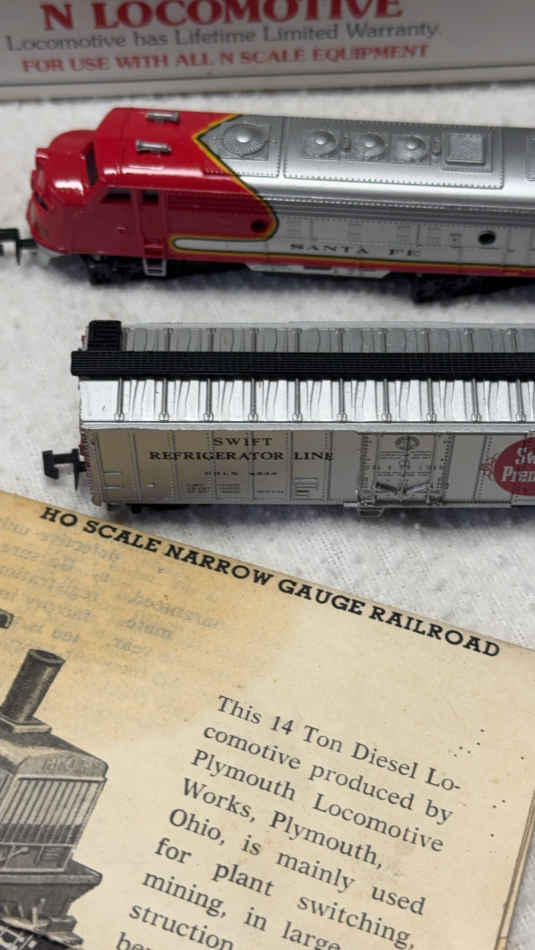 N LOCOMOTIVE
Locomotive has Lifetime Limited Warranty.
FOR USE WITH ALL N SCALE EQUIPMENT
SANTA FE
SWIFT
REFRIGERATOR LINE
HO SCALE NARROW GAUGE RAILROAD
This 14 Ton Diesel Lo-
comotive produced by
Plymouth Locomotive
Works, Plymouth,
Ohio, is mainly used
for plant switching,
mining, in large
struction